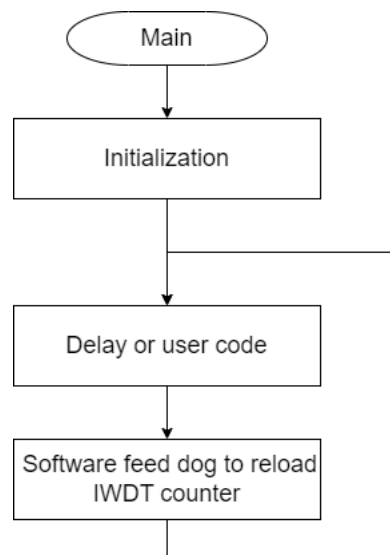 Main
Initialization
Delay or user code
Software feed dog to reload
IWDT counter